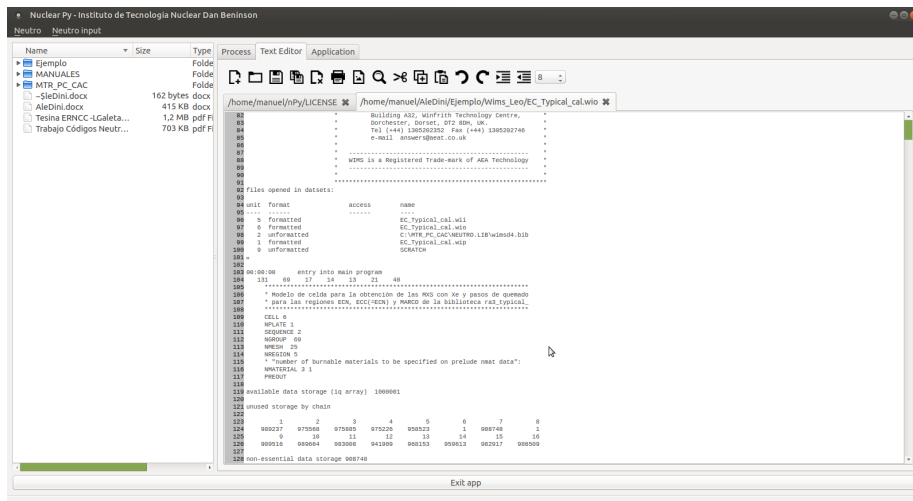 Nuclear Py - Instituto de Tecnologia Nuclear Dan Beninson
Neutro Neutro input
Name Size Type
Ejemplo Folde
MANUALES Folde
MTR_PC_CAC Folde
~$leDini.docx 162 bytes docx
AleDini.docx 415 KB docx
Tesina ERNCC -LGaleta... 1,2 MB pdf Fi
Trabajo Códigos Neutr... 703 KB pdf Fi
Process Text Editor Application
8
/home/manuel/nPy/LICENSE /home/manuel/AleDini/Ejemplo/Wims_Leo/EC_Typical_cal.wio
82 * Building A32, Winfrith Technology Centre, *
83 * Dorchester, Dorset, DT2 8DH, UK. *
84 * Tel (+44) 1305202352 Fax (+44) 1305202746 *
85 * e-mail answers@aeat.co.uk *
86 * *
87 * -------------------------------------------------- *
88 * WIMS is a Registered Trade-mark of AEA Technology *
89 * -------------------------------------------------- *
90 * *
91 **********************************************************
92 files opened in datsets:
93
94 unit format access name
95 ---- ------ ------ ----
96 5 formatted EC_Typical_cal.wii
97 6 formatted EC_Typical_cal.wio
98 2 unformatted C:\MTR_PC_CAC\NEUTRO.LIB\wimsd4.bib
99 1 formatted EC_Typical_cal.wip
100 9 unformatted SCRATCH
101
102
103 00:00:00 entry into main program
104 131 69 17 14 13 21 48
105 ************************************************************************
106 * Modelo de celda para la obtención de las MXS con Xe y pasos de quemado
107 * para las regiones ECN, ECC(=ECN) y MARCO de la biblioteca ra3_typical_
108 ************************************************************************
109 CELL 6
110 NPLATE 1
111 SEQUENCE 2
112 NGROUP 69
113 NMESH 25
114 NREGION 5
115 * "number of burnable materials to be specified on prelude nmat data":
116 NMATERIAL 3 1
117 PREOUT
118
119 available data storage (iq array) 1000001
120
121 unused storage by chain
122
123 1 2 3 4 5 6 7 8
124 989237 975568 975885 975226 958523 1 908748 1
125 9 10 11 12 13 14 15 16
126 989516 989664 983008 941909 968153 959613 982917 986509
127
128 non-essential data storage 908748
Exit app